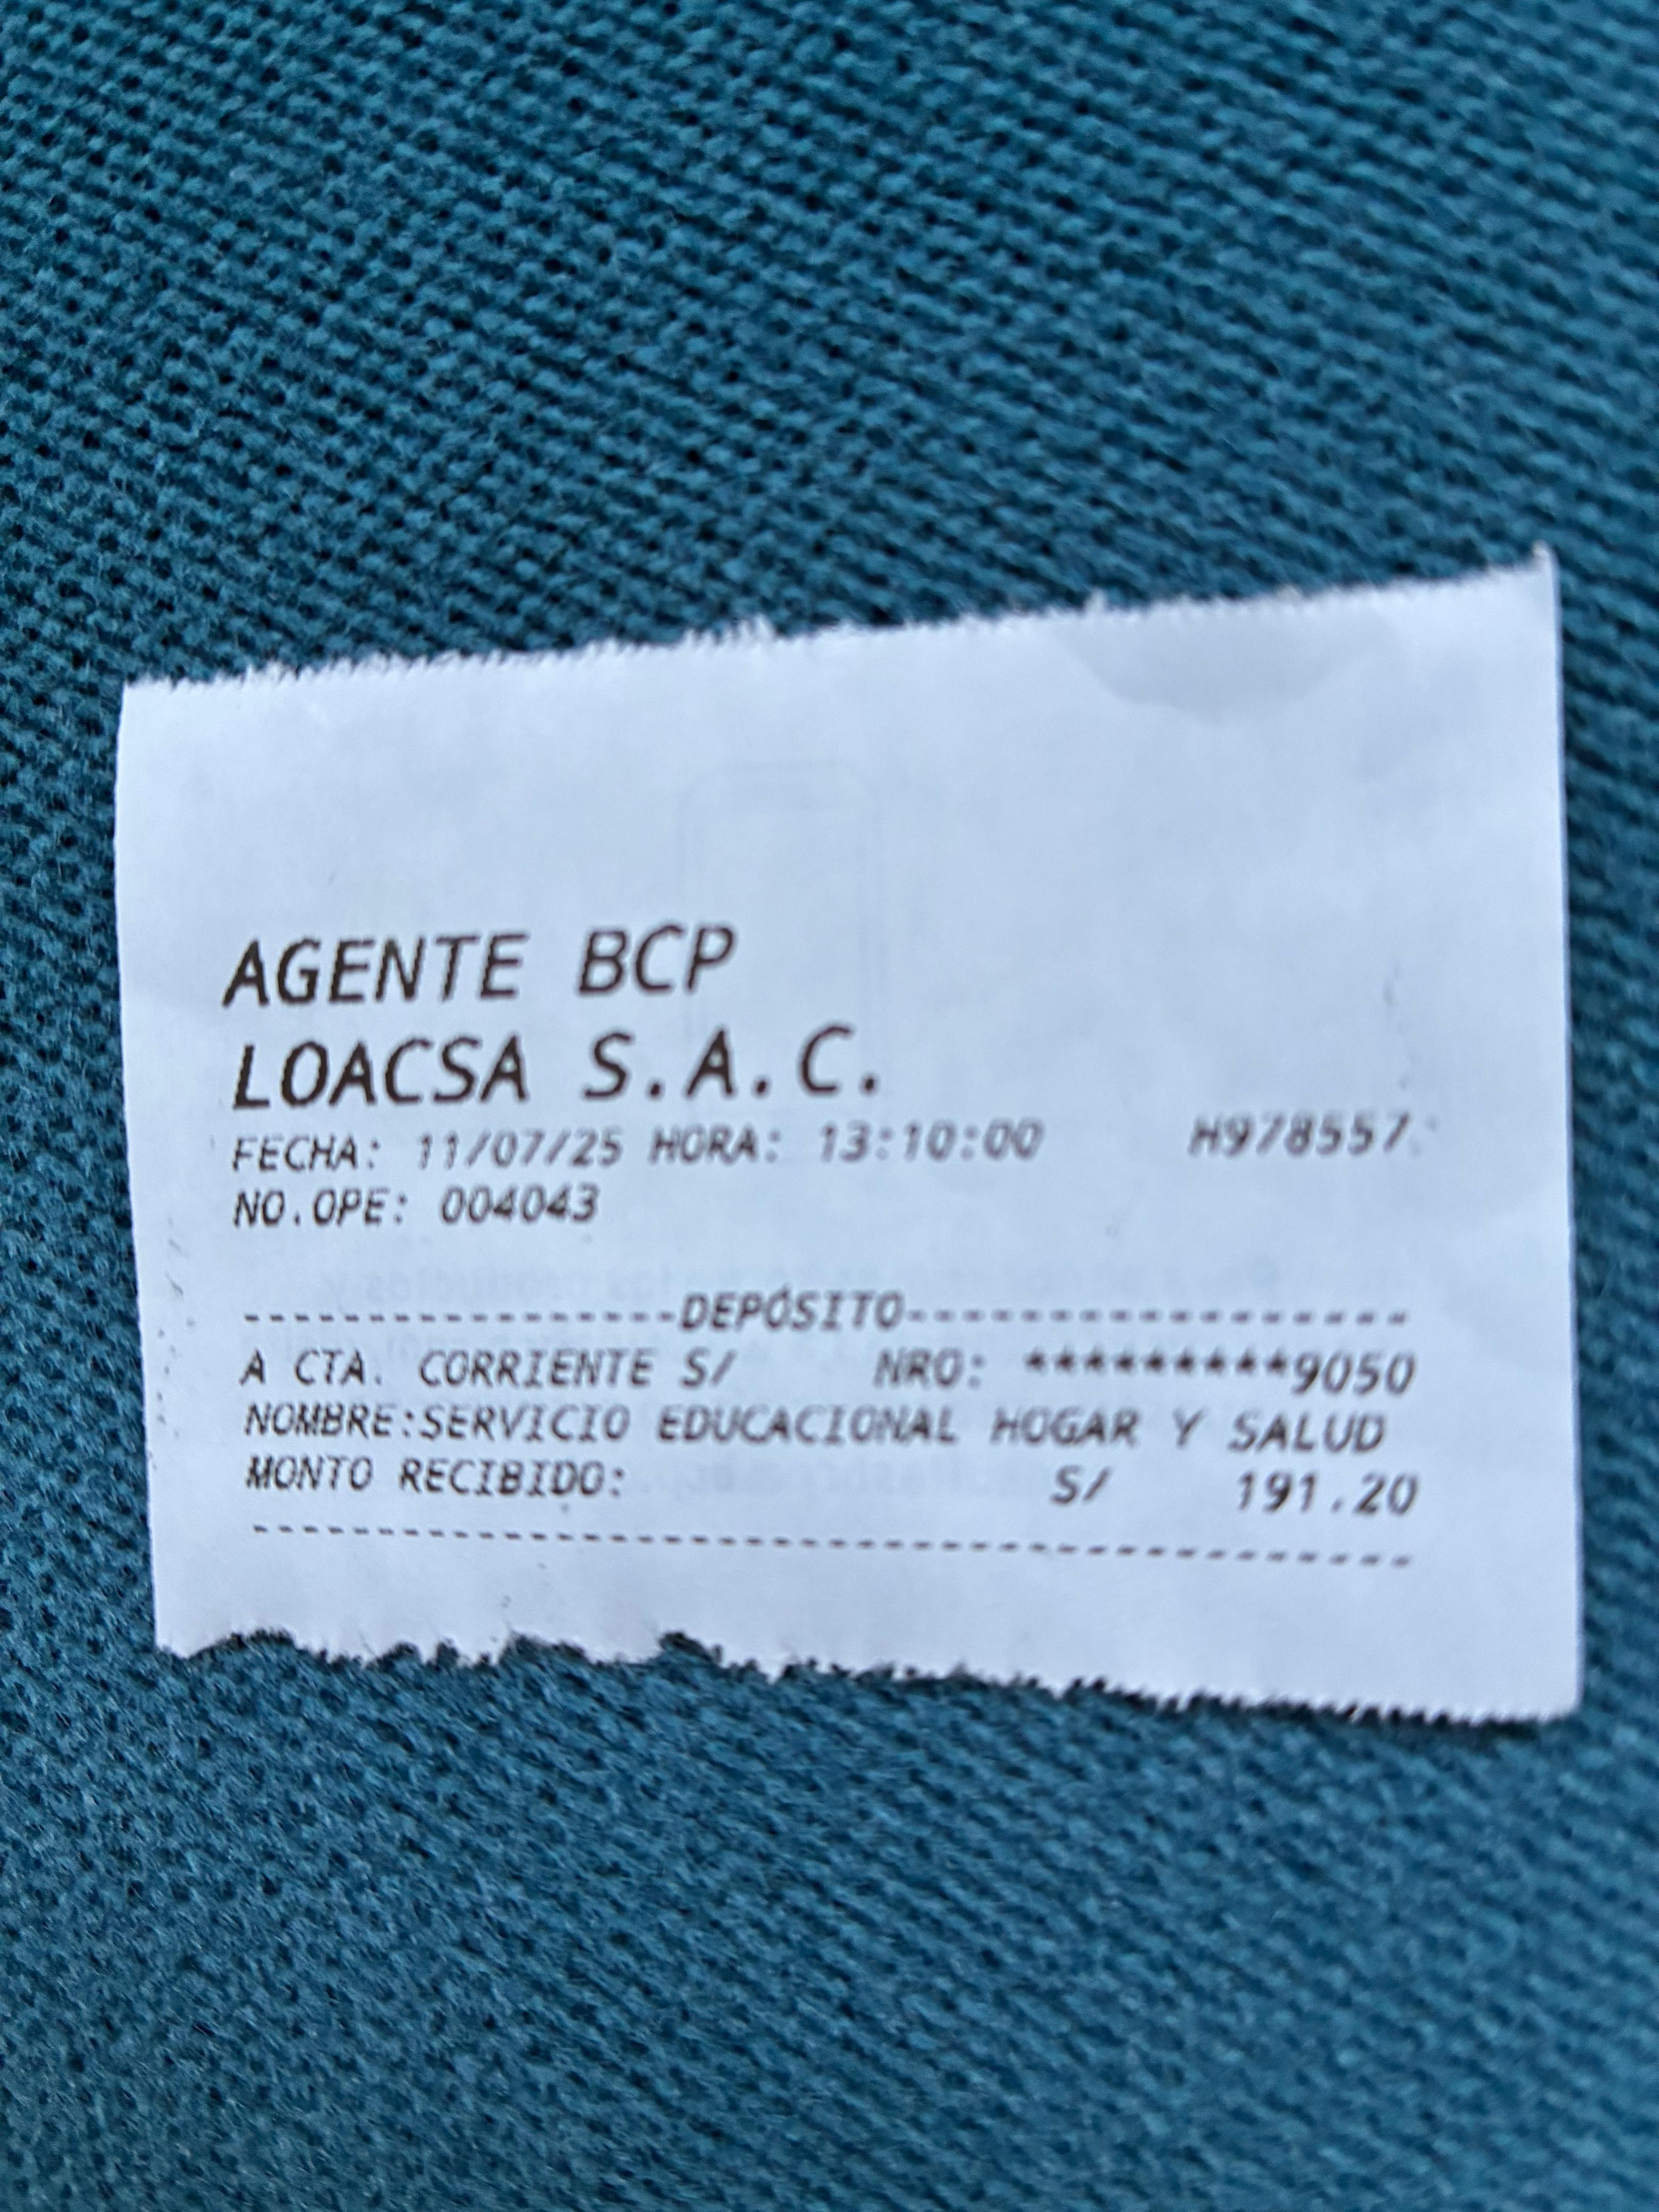 AGENTE BCP
LOACSA S.A.C.
FECHA: 11/07/25 HORA: 13:10:00 H978557
NO.OPE: 004043
----------------DEPÓSITO------------------
A CTA. CORRIENTE S/ NRO: *********9050
NOMBRE:SERVICIO EDUCACIONAL HOGAR Y SALUD
MONTO RECIBIDO: S/ 191.20
------------------------------------------